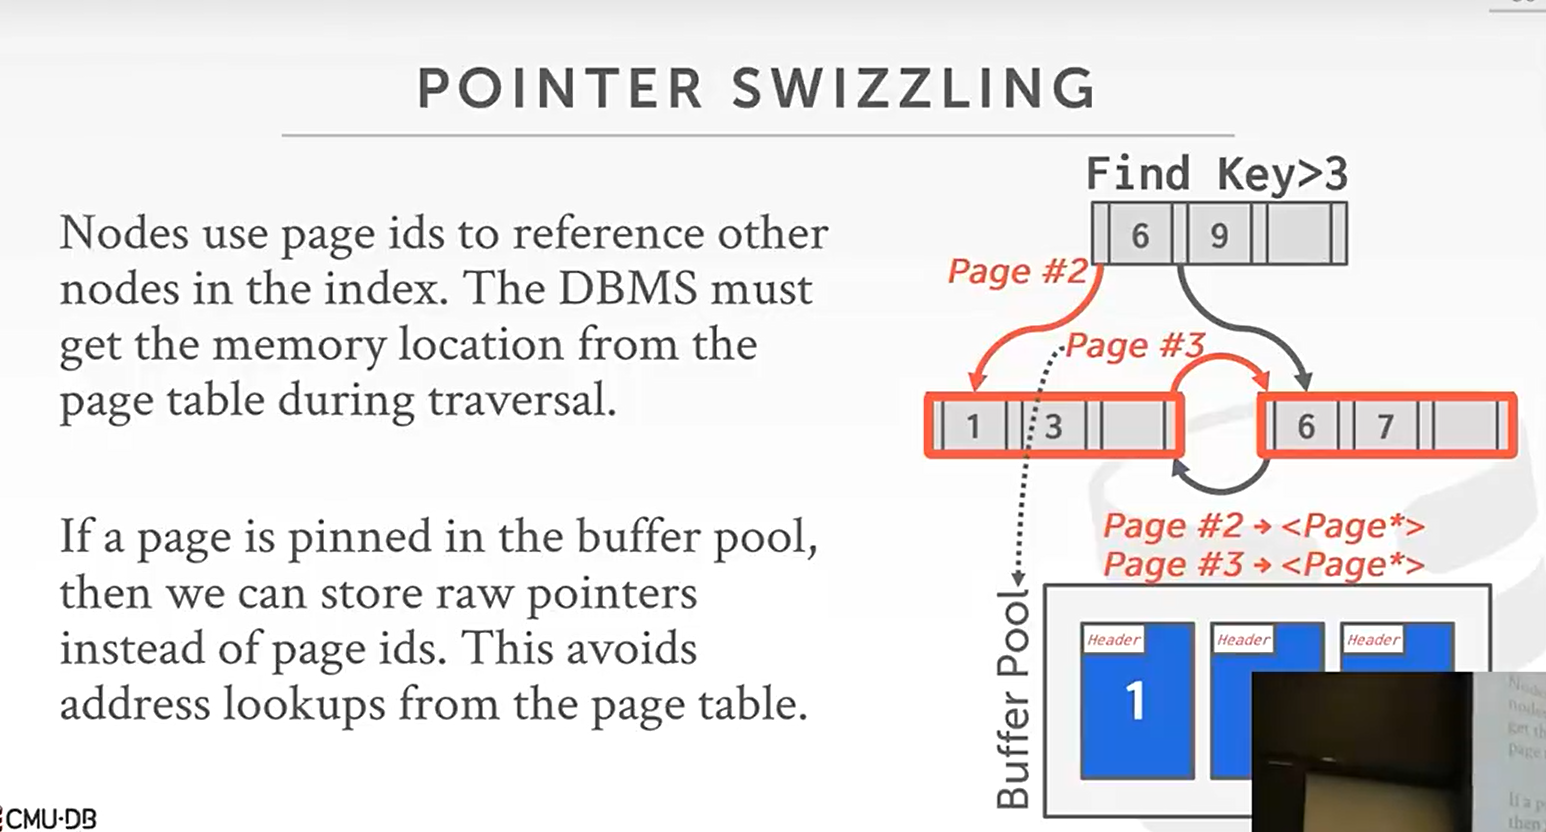 POINTER SWIZZLING
Nodes use page ids to reference other
nodes in the index. The DBMS must
get the memory location from the
page table during traversal.
If a page is pinned in the buffer pool,
then we can store raw pointers
instead of page ids. This avoids
address lookups from the page table.
Find Key>3
6 9
Page #2
Page #3
1 3
6 7
Page #2 → <Page*>
Page #3 → <Page*>
Buffer Pool
Header Header Header
1
CMU·DB